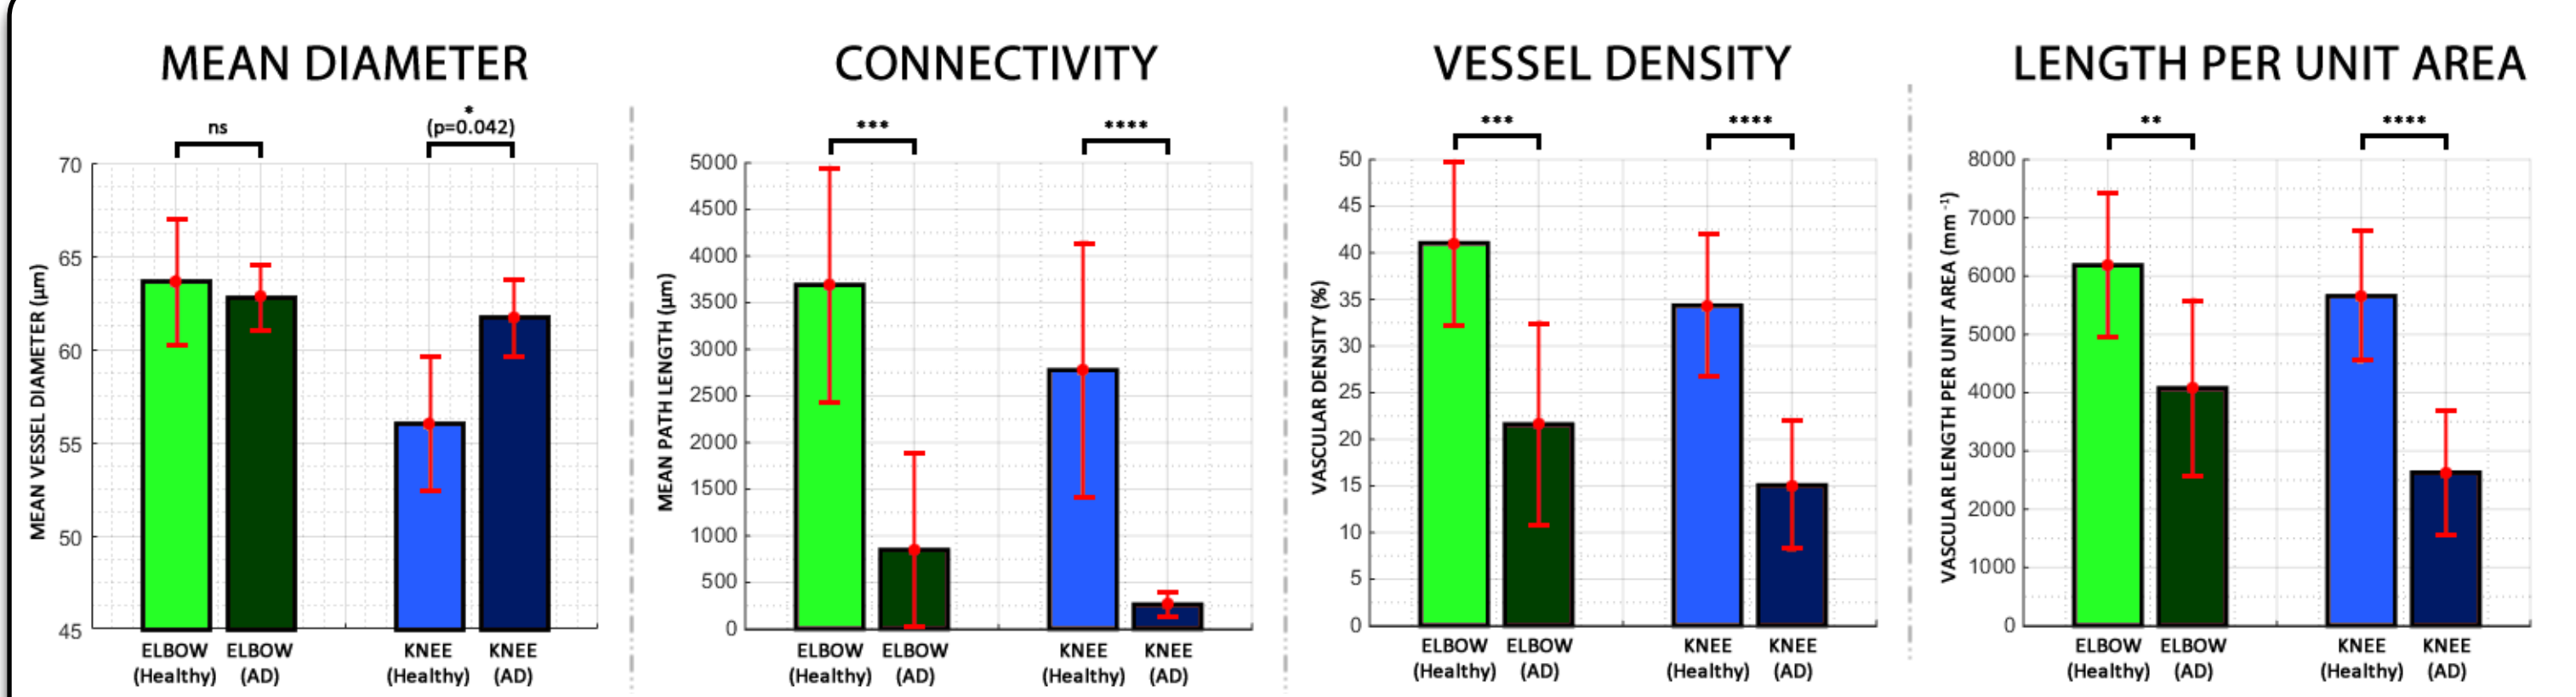 MEAN DIAMETER
ns
*
(p=0.042)
MEAN VESSEL DIAMETER (µm)
70
65
60
55
50
45
ELBOW
(Healthy)
ELBOW
(AD)
KNEE
(Healthy)
KNEE
(AD)
CONNECTIVITY
***
****
MEAN PATH LENGTH (µm)
5000
4500
4000
3500
3000
2500
2000
1500
1000
500
0
ELBOW
(Healthy)
ELBOW
(AD)
KNEE
(Healthy)
KNEE
(AD)
VESSEL DENSITY
***
****
VASCULAR DENSITY (%)
50
45
40
35
30
25
20
15
10
5
0
ELBOW
(Healthy)
ELBOW
(AD)
KNEE
(Healthy)
KNEE
(AD)
LENGTH PER UNIT AREA
**
****
VASCULAR LENGTH PER UNIT AREA (mm⁻¹)
8000
7000
6000
5000
4000
3000
2000
1000
0
ELBOW
(Healthy)
ELBOW
(AD)
KNEE
(Healthy)
KNEE
(AD)